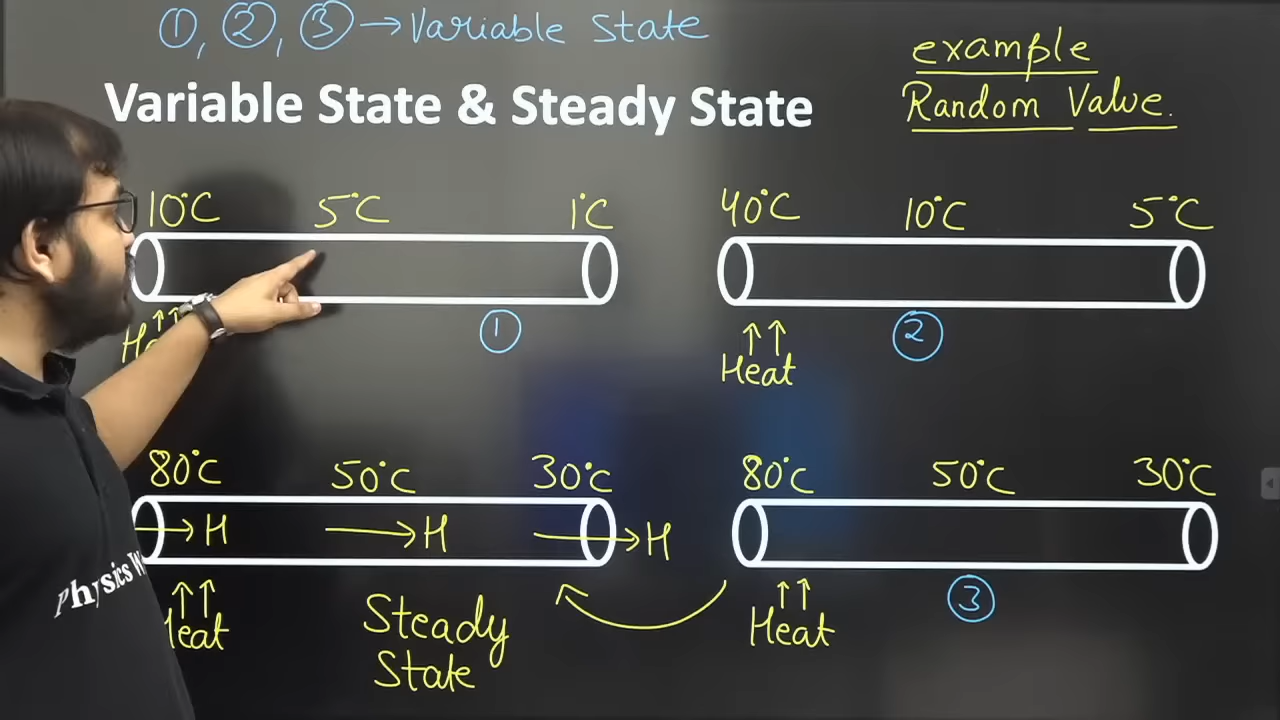 ①, ②, ③ → Variable State
Variable State & Steady State
example
Random Value.
10°C 5°C 1°C
①
40°C 10°C 5°C
Heat
②
80°C 50°C 30°C
H H H
Heat
Steady
State
80°C 50°C 30°C
Heat
③
Physics W